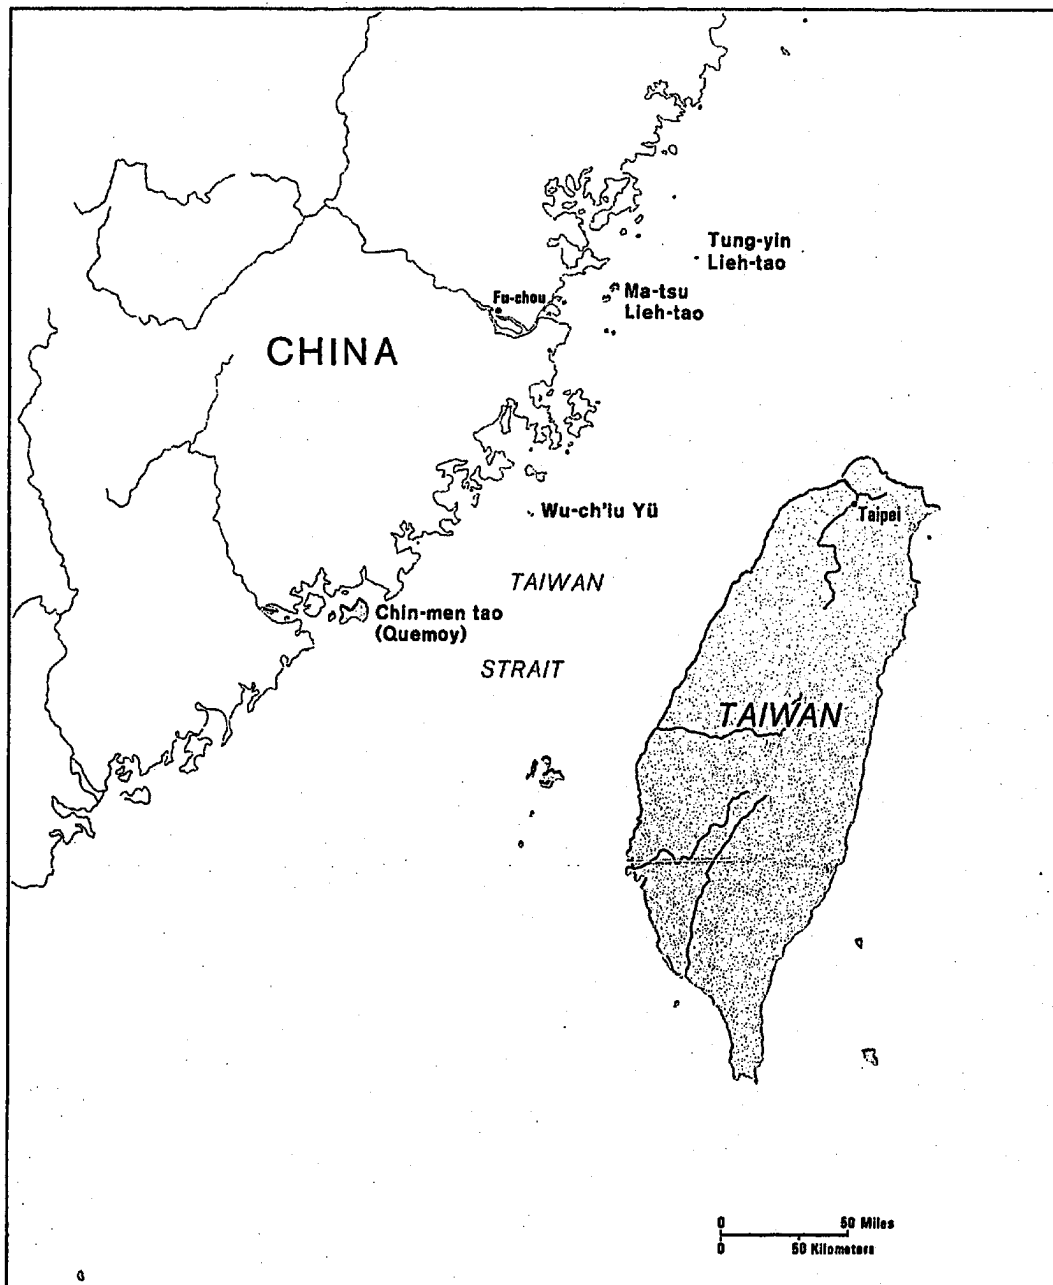 Tung-yin
Lieh-tao
Ma-tsu
Lieh-tao
Fu-chou
CHINA
Wu-ch'iu Yü
Taipei
TAIWAN
Chin-men tao
(Quemoy)
STRAIT
TAIWAN
0 50 Miles
0 50 Kilometers